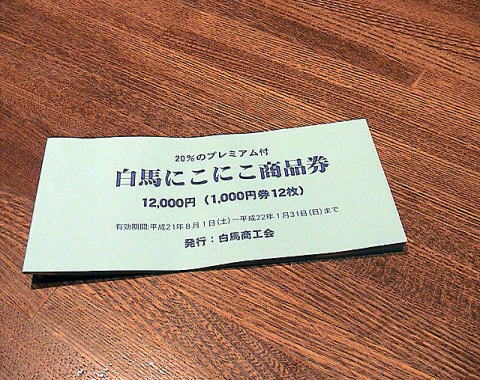 20%のプレミアム付
白馬にこにこ商品券
12,000円（1,000円券12枚）
有効期間:平成21年8月1日(土)～平成22年1月31日(日)まで
発行：白馬商工会